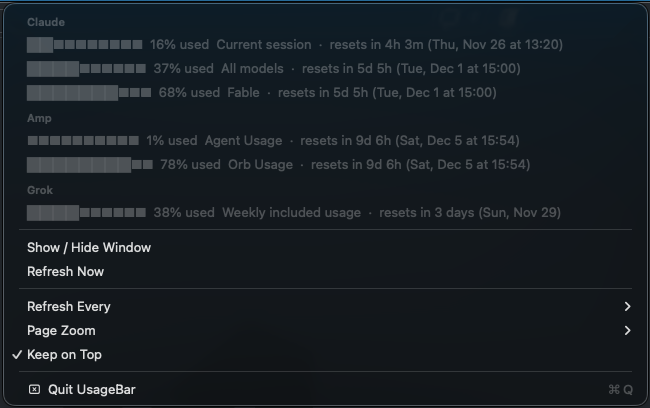 Claude
16% used Current session · resets in 4h 3m (Thu, Nov 26 at 13:20)
37% used All models · resets in 5d 5h (Tue, Dec 1 at 15:00)
68% used Fable · resets in 5d 5h (Tue, Dec 1 at 15:00)
Amp
1% used Agent Usage · resets in 9d 6h (Sat, Dec 5 at 15:54)
78% used Orb Usage · resets in 9d 6h (Sat, Dec 5 at 15:54)
Grok
38% used Weekly included usage · resets in 3 days (Sun, Nov 29)
Show / Hide Window
Refresh Now
Refresh Every
Page Zoom
✓ Keep on Top
Quit UsageBar ⌘ Q